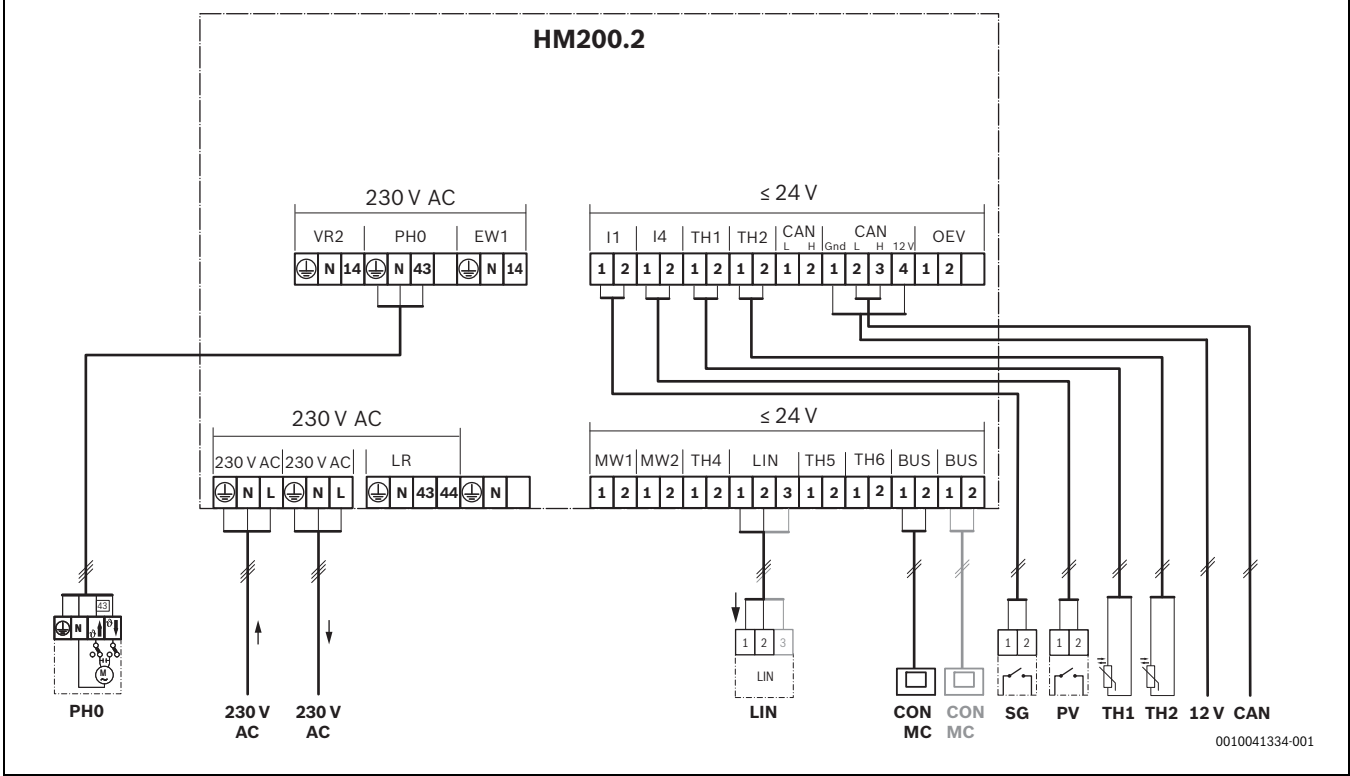 HM200.2
230 V AC
≤ 24 V
VR2 PH0 EW1
I1 I4 TH1 TH2 CAN CAN OEV
L H Gnd L H 12 V
N 14 N 43 N 14
1 2 1 2 1 2 1 2 1 2 1 2 3 4 1 2
230 V AC
≤ 24 V
230 V AC 230 V AC LR
MW1 MW2 TH4 LIN TH5 TH6 BUS BUS
N L N L N 43 44 N
1 2 1 2 1 2 1 2 3 1 2 1 2 1 2 1 2
43
N ϑ ϑ
M
~
1 2 3
LIN
1 2
1 2
PH0
230 V
AC
230 V
AC
LIN
CON
MC
CON
MC
SG PV TH1 TH2 12 V CAN
0010041334-001